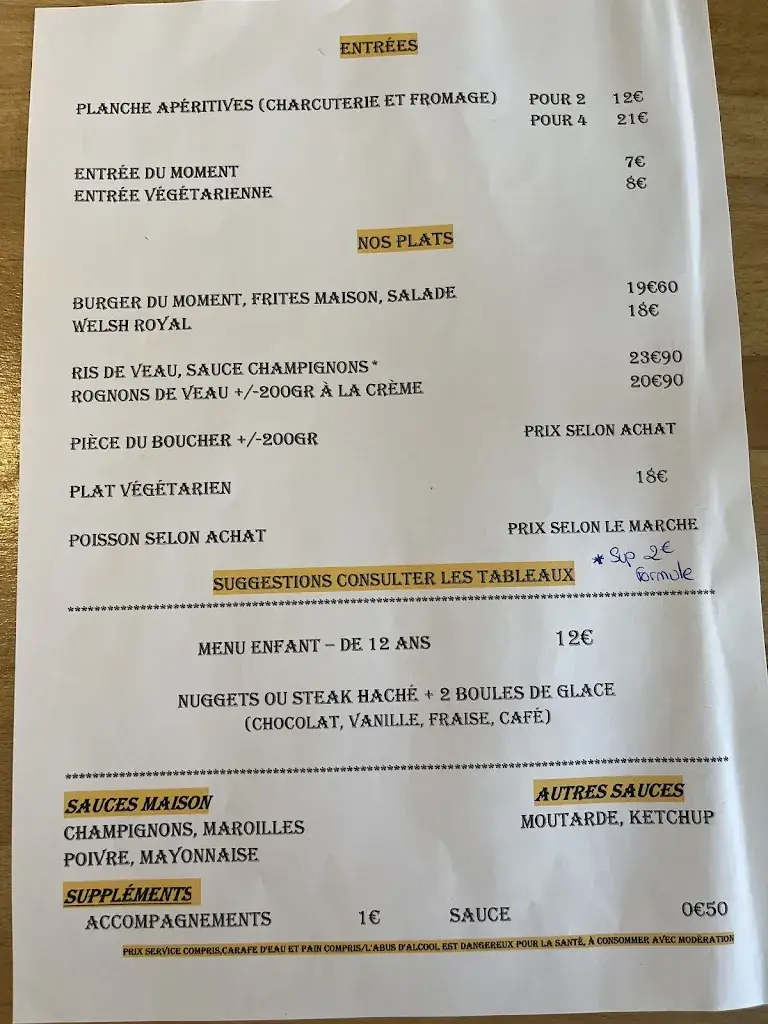 ENTRÉES
PLANCHE APÉRITIVES (CHARCUTERIE ET FROMAGE) POUR 2 12€
POUR 4 21€
ENTRÉE DU MOMENT 7€
ENTRÉE VÉGÉTARIENNE 8€
NOS PLATS
BURGER DU MOMENT, FRITES MAISON, SALADE 19€60
WELSH ROYAL 18€
RIS DE VEAU, SAUCE CHAMPIGNONS * 23€90
ROGNONS DE VEAU +/-200GR À LA CRÈME 20€90
PIÈCE DU BOUCHER +/-200GR PRIX SELON ACHAT
PLAT VÉGÉTARIEN 18€
POISSON SELON ACHAT PRIX SELON LE MARCHE
* Sup 2€
formule
SUGGESTIONS CONSULTER LES TABLEAUX
MENU ENFANT – DE 12 ANS 12€
NUGGETS OU STEAK HACHÉ + 2 BOULES DE GLACE
(CHOCOLAT, VANILLE, FRAISE, CAFÉ)
SAUCES MAISON AUTRES SAUCES
CHAMPIGNONS, MAROILLES MOUTARDE, KETCHUP
POIVRE, MAYONNAISE
SUPPLÉMENTS
ACCOMPAGNEMENTS 1€ SAUCE 0€50
PRIX SERVICE COMPRIS,CARAFE D'EAU ET PAIN COMPRIS/L'ABUS D'ALCOOL EST DANGEREUX POUR LA SANTÉ, À CONSOMMER AVEC MODÉRATION